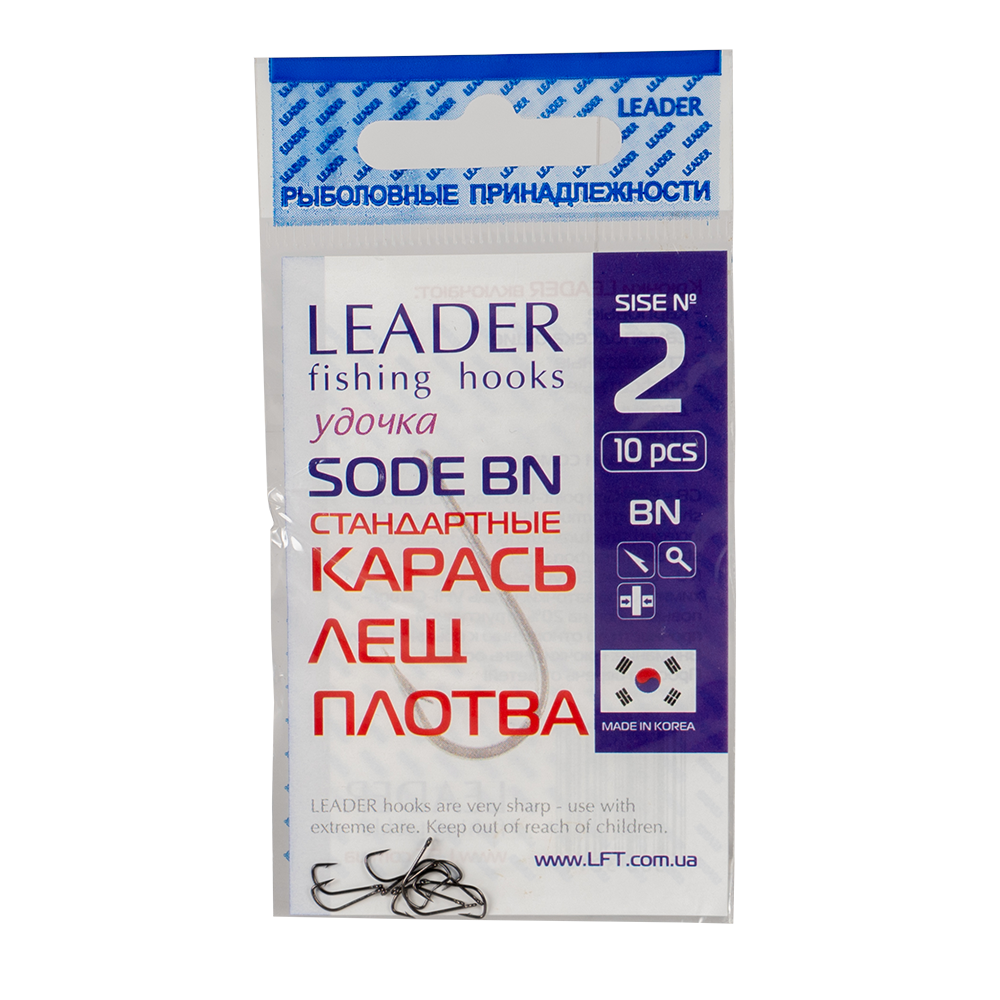 LEADER
РЫБОЛОВНЫЕ ПРИНАДЛЕЖНОСТИ
LEADER
fishing hooks
удочка
SODE BN
СТАНДАРТНЫЕ
КАРАСЬ
ЛЕЩ
ПЛОТВА
SISE №
2
10 pcs
BN
MADE IN KOREA
LEADER hooks are very sharp - use with
extreme care. Keep out of reach of children.
www.LFT.com.ua